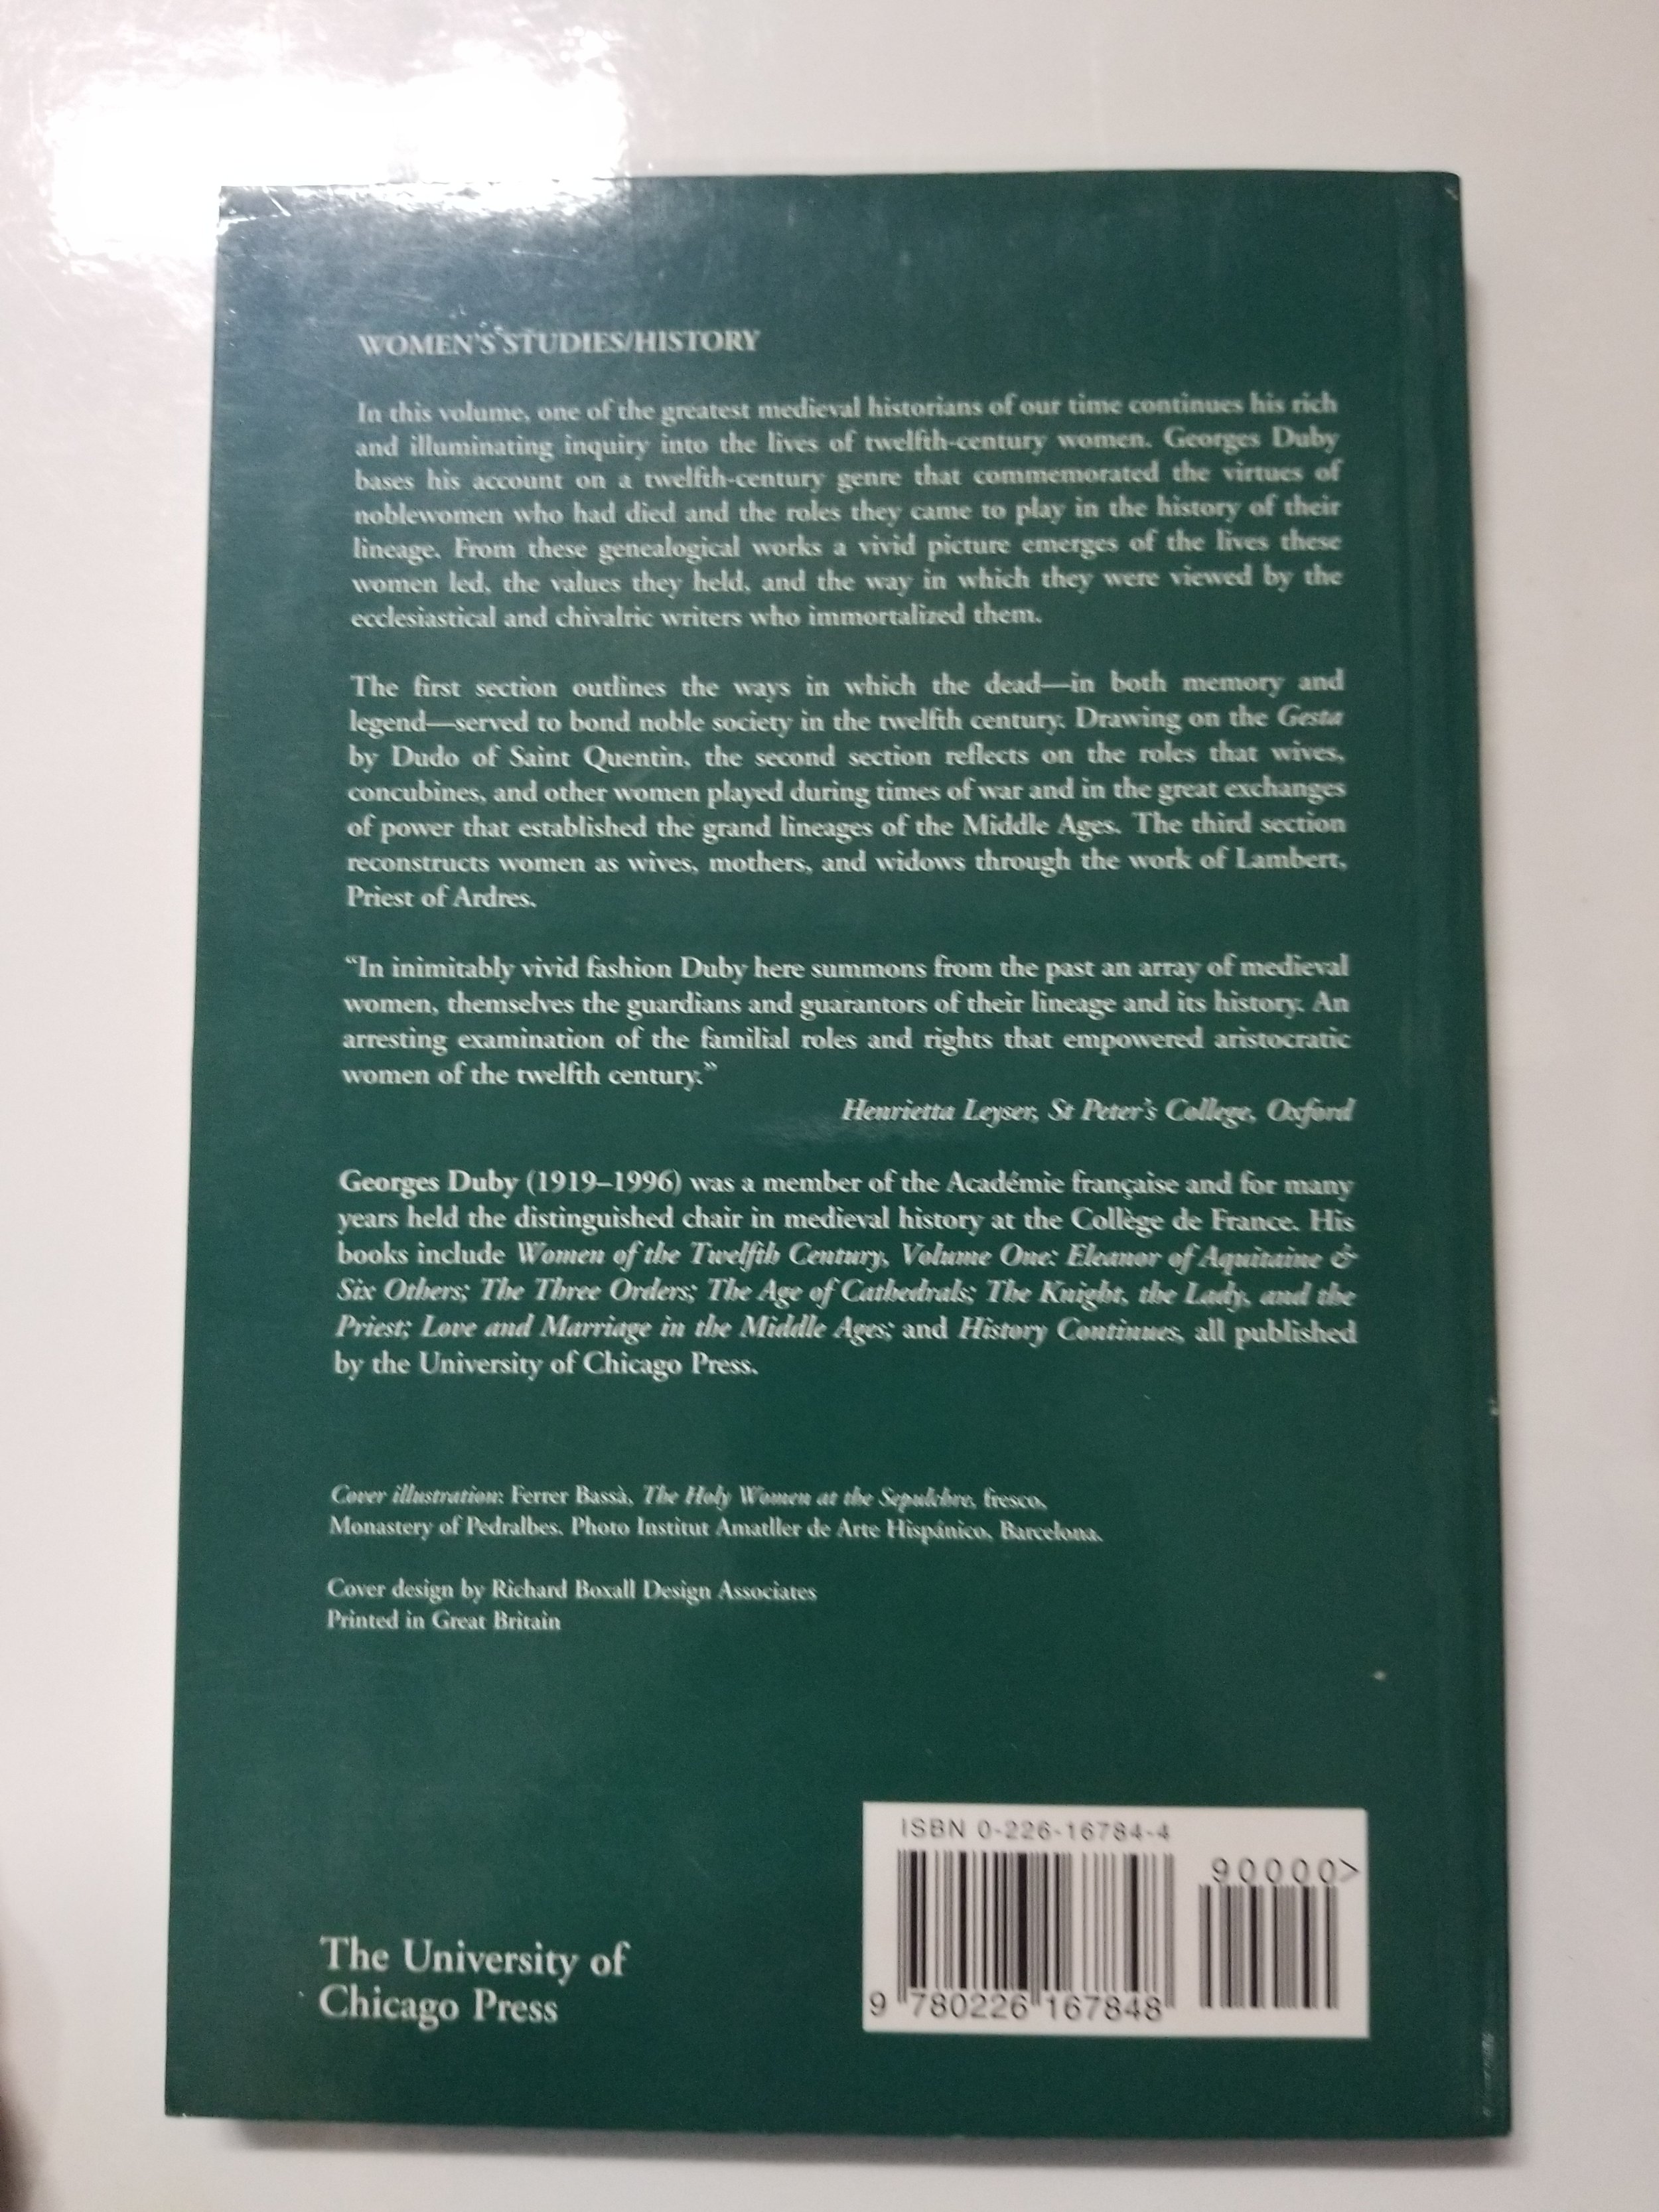 WOMEN'S STUDIES/HISTORY
In this volume, one of the greatest medieval historians of our time continues his rich
and illuminating inquiry into the lives of twelfth-century women. Georges Duby
bases his account on a twelfth-century genre that commemorated the virtues of
noblewomen who had died and the roles they came to play in the history of their
lineage. From these genealogical works a vivid picture emerges of the lives these
women led, the values they held, and the way in which they were viewed by the
ecclesiastical and chivalric writers who immortalized them.
The first section outlines the ways in which the dead—in both memory and
legend—served to bond noble society in the twelfth century. Drawing on the Gesta
by Dudo of Saint Quentin, the second section reflects on the roles that wives,
concubines, and other women played during times of war and in the great exchanges
of power that established the grand lineages of the Middle Ages. The third section
reconstructs women as wives, mothers, and widows through the work of Lambert,
Priest of Ardres.
“In inimitably vivid fashion Duby here summons from the past an array of medieval
women, themselves the guardians and guarantors of their lineage and its history. An
arresting examination of the familial roles and rights that empowered aristocratic
women of the twelfth century.”
Henrietta Leyser, St Peter's College, Oxford
Georges Duby (1919–1996) was a member of the Académie française and for many
years held the distinguished chair in medieval history at the Collège de France. His
books include Women of the Twelfth Century, Volume One: Eleanor of Aquitaine &
Six Others; The Three Orders; The Age of Cathedrals; The Knight, the Lady, and the
Priest; Love and Marriage in the Middle Ages; and History Continues, all published
by the University of Chicago Press.
Cover illustration: Ferrer Bassà, The Holy Women at the Sepulchre, fresco,
Monastery of Pedralbes. Photo Institut Amatller de Arte Hispánico, Barcelona.
Cover design by Richard Boxall Design Associates
Printed in Great Britain
The University of
Chicago Press
ISBN 0-226-16784-4
90000>
9 780226 167848